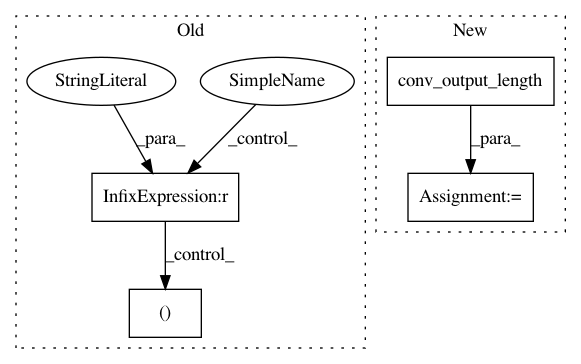 Old
New
StringLiteral
SimpleName
conv_output_length
_para_
_control_
_para_
InfixExpression:r
Assignment:=
_control_
()